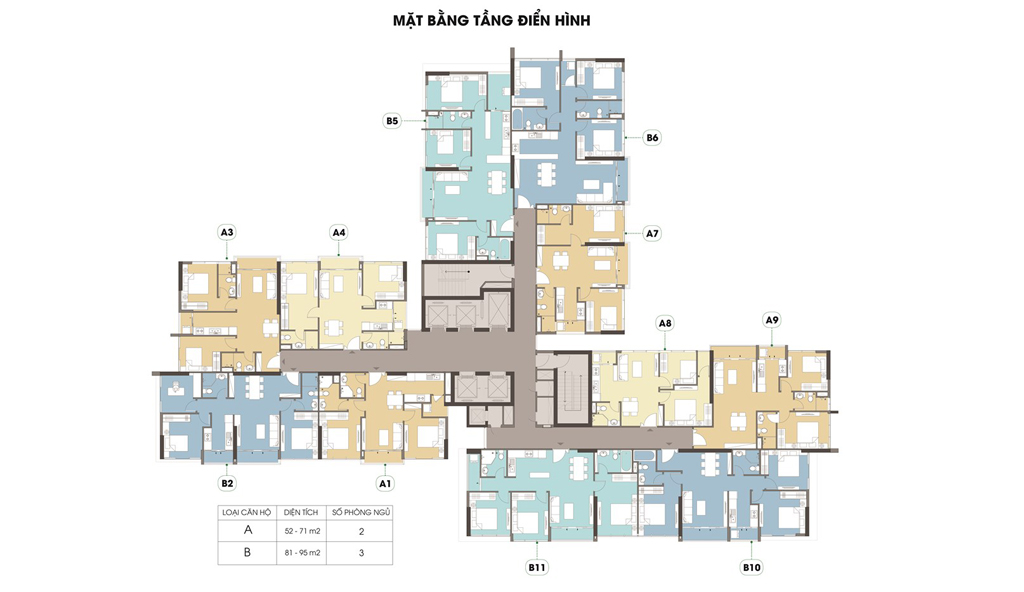 MẶT BẰNG TẦNG ĐIỂN HÌNH
B5
B6
A3
A4
A7
A8
A9
B2
A1
B11
B10
LOẠI CĂN HỘ DIỆN TÍCH SỐ PHÒNG NGỦ
A 52 - 71 m2 2
B 81 - 95 m2 3